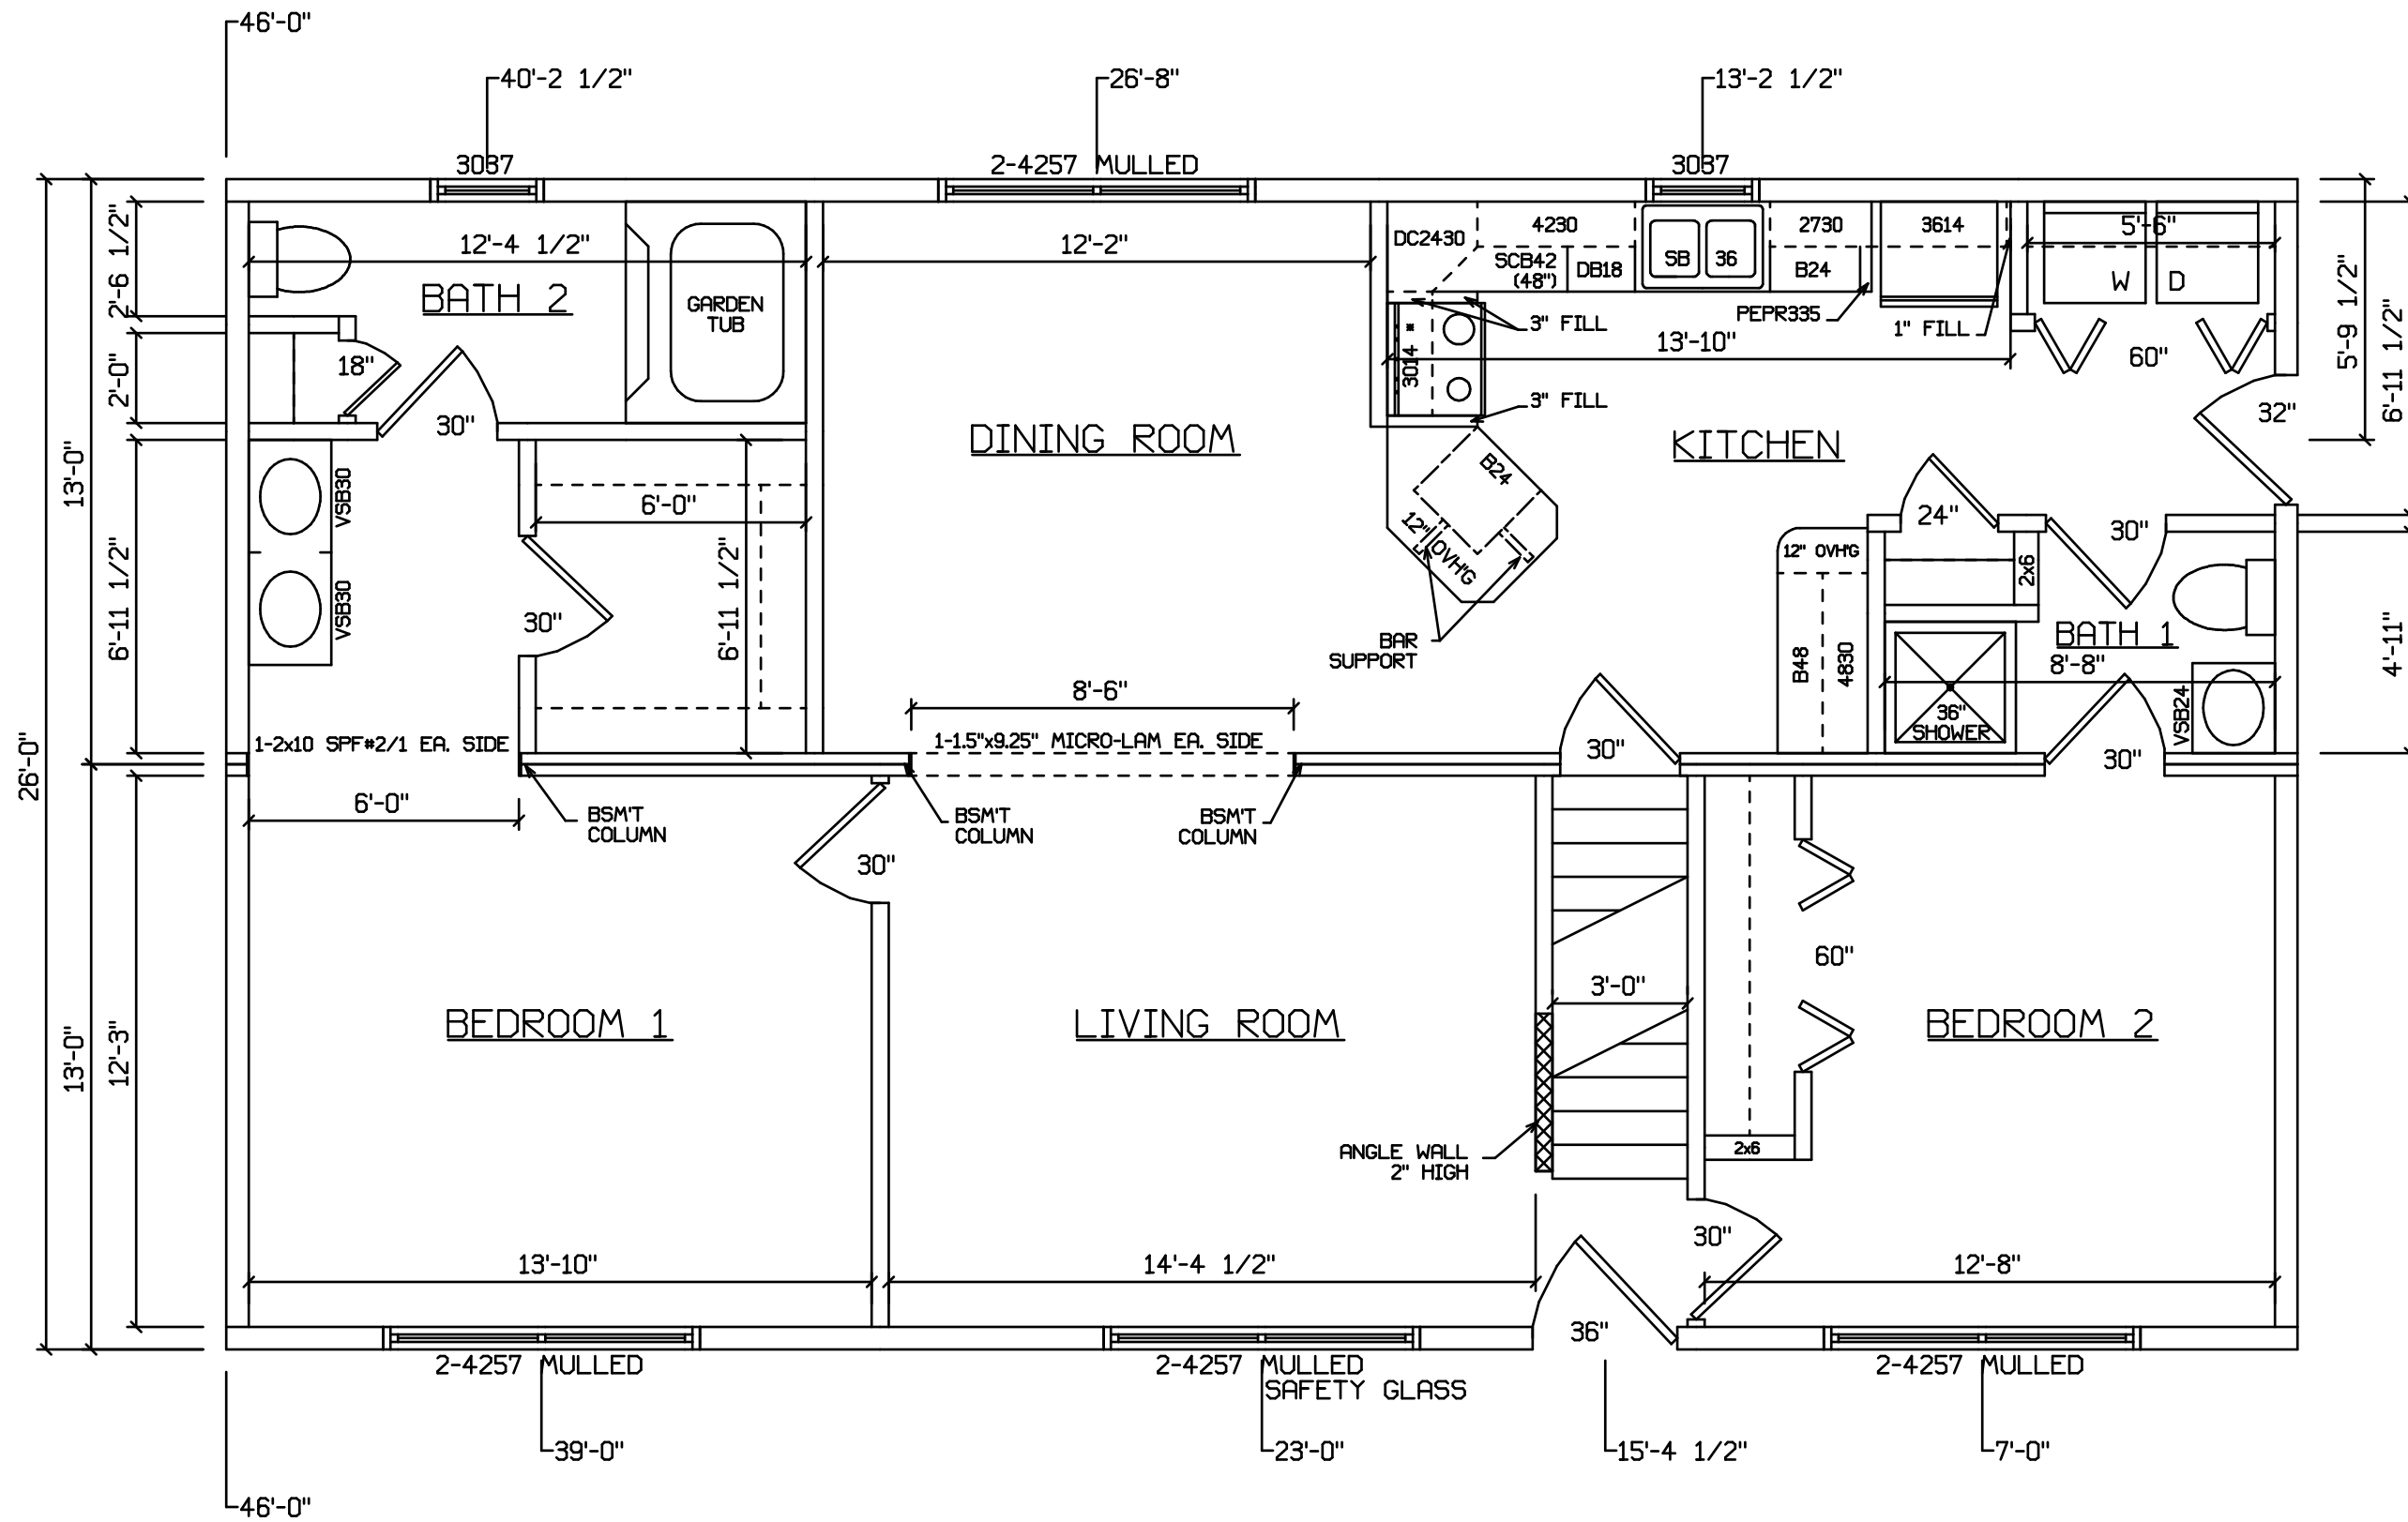 46'-0"
40'-2 1/2"
26'-8"
13'-2 1/2"
3037
2-4257 MULLED
3037
12'-4 1/2"
12'-2"
DC2430
4230
SB 36
2730
3614
5'-6"
SCB42
(48")
DB18
B24
W D
2'-6 1/2"
BATH 2
GARDEN
TUB
3" FILL
PEPR335
1" FILL
13'-10"
60"
5'-9 1/2"
6'-11 1/2"
2'-0"
18"
3014
3" FILL
30"
32"
DINING ROOM
KITCHEN
13'-0"
VSB30
6'-0"
B24
24"
30"
12"
OVH'G
12" OVH'G
2x6
6'-11 1/2"
VSB30
30"
6'-11 1/2"
BAR
SUPPORT
BATH 1
8'-8"
4'-11"
B48
4830
8'-6"
36"
SHOWER
VSB24
26'-0"
1-2x10 SPF#2/1 EA. SIDE
1-1.5"x9.25" MICRO-LAM EA. SIDE
30"
30"
6'-0"
BSM'T
COLUMN
BSM'T
COLUMN
BSM'T
COLUMN
30"
60"
3'-0"
BEDROOM 1
LIVING ROOM
BEDROOM 2
13'-0"
12'-3"
ANGLE WALL
2" HIGH
2x6
30"
13'-10"
14'-4 1/2"
12'-8"
36"
2-4257 MULLED
2-4257 MULLED
SAFETY GLASS
2-4257 MULLED
39'-0"
23'-0"
15'-4 1/2"
7'-0"
46'-0"